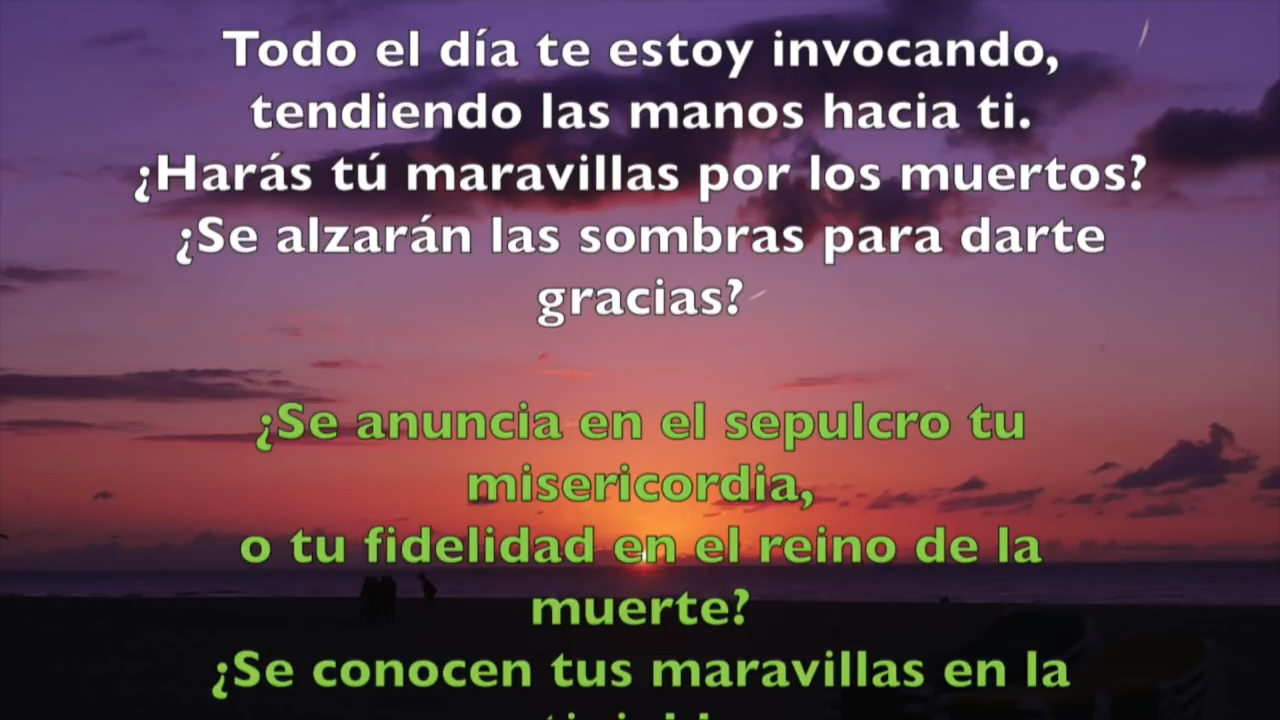 Todo el día te estoy invocando,
tendiendo las manos hacia ti.
¿Harás tú maravillas por los muertos?
¿Se alzarán las sombras para darte
gracias?
¿Se anuncia en el sepulcro tu
misericordia,
o tu fidelidad en el reino de la
muerte?
¿Se conocen tus maravillas en la